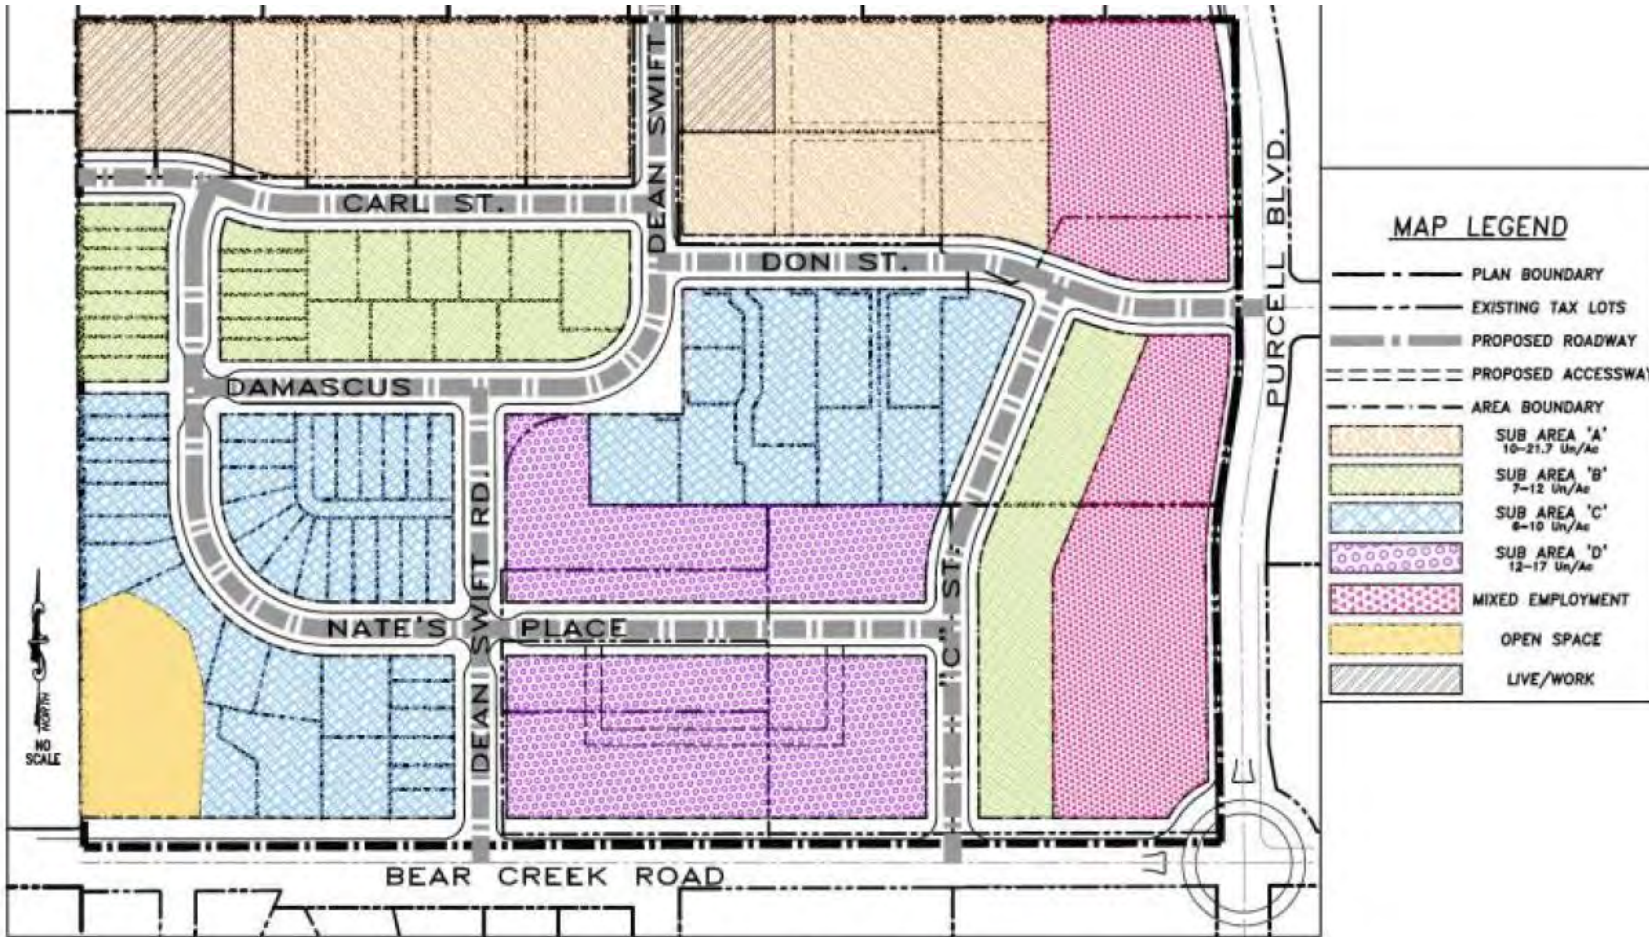 DEAN SWIFT
CARL ST.
DON ST.
PURCELL BLVD.
DAMASCUS
DEAN SWIFT RD.
NATE'S PLACE
"C" ST.
BEAR CREEK ROAD
NORTH
NO
SCALE
MAP LEGEND
PLAN BOUNDARY
EXISTING TAX LOTS
PROPOSED ROADWAY
PROPOSED ACCESSWAY
AREA BOUNDARY
SUB AREA 'A'
10-21.7 Un/Ac
SUB AREA 'B'
7-12 Un/Ac
SUB AREA 'C'
6-10 Un/Ac
SUB AREA 'D'
12-17 Un/Ac
MIXED EMPLOYMENT
OPEN SPACE
LIVE/WORK